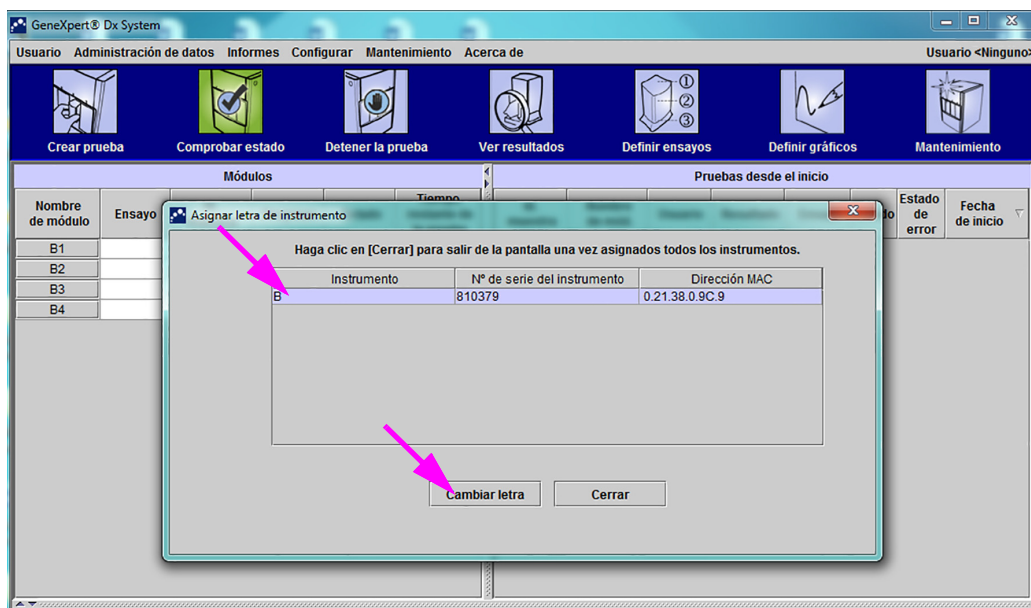 GeneXpert® Dx System
Usuario Administración de datos Informes Configurar Mantenimiento Acerca de Usuario <Ninguno>
Crear prueba Comprobar estado Detener la prueba Ver resultados Definir ensayos Definir gráficos Mantenimiento
Módulos Pruebas desde el inicio
Nombre de módulo Ensayo Tiempo Estado de error Fecha de inicio
Asignar letra de instrumento
Haga clic en [Cerrar] para salir de la pantalla una vez asignados todos los instrumentos.
Instrumento Nº de serie del instrumento Dirección MAC
B 810379 0.21.38.0.9C.9
B1
B2
B3
B4
Cambiar letra Cerrar